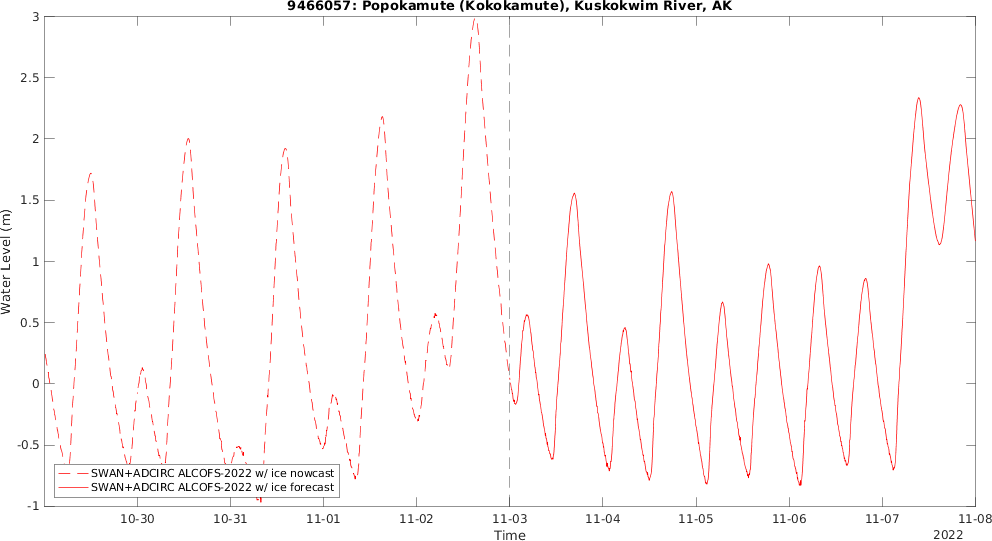 9466057: Popokamute (Kokokamute), Kuskokwim River, AK
3
2.5
2
1.5
1
0.5
0
-0.5
-1
Water Level (m)
SWAN+ADCIRC ALCOFS-2022 w/ ice nowcast
SWAN+ADCIRC ALCOFS-2022 w/ ice forecast
10-30 10-31 11-01 11-02 11-03 11-04 11-05 11-06 11-07 11-08
Time
2022